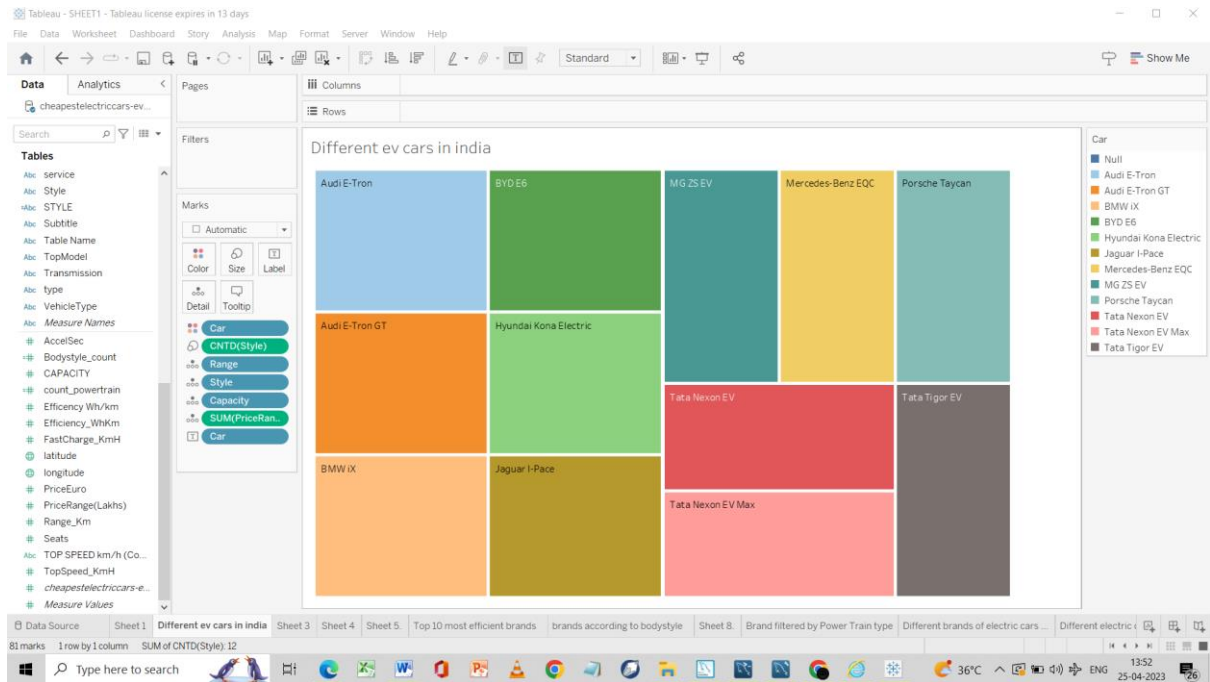 Tableau - SHEET1 - Tableau license expires in 13 days
File Data Worksheet Dashboard Story Analysis Map Format Server Window Help
Standard
Show Me
Data Analytics
cheapestelectriccars-ev...
Search
Tables
Abc service
Abc Style
=Abc STYLE
Abc Subtitle
Abc Table Name
Abc TopModel
Abc Transmission
Abc type
Abc VehicleType
Abc Measure Names
# AccelSec
=# Bodystyle_count
# CAPACITY
=# count_powertrain
# Efficency Wh/km
# Efficiency_WhKm
# FastCharge_KmH
latitude
longitude
# PriceEuro
# PriceRange(Lakhs)
# Range_Km
# Seats
Abc TOP SPEED km/h (Co...
# TopSpeed_KmH
# cheapestelectriccars-e...
# Measure Values
Pages
Filters
Marks
Automatic
Color Size Label
Detail Tooltip
Car
CNTD(Style)
Range
Style
Capacity
SUM(PriceRan..
Car
Columns
Rows
Different ev cars in india
Audi E-Tron
BYD E6
MG ZS EV
Mercedes-Benz EQC
Porsche Taycan
Audi E-Tron GT
Hyundai Kona Electric
Tata Nexon EV
Tata Tigor EV
BMW iX
Jaguar I-Pace
Tata Nexon EV Max
Car
Null
Audi E-Tron
Audi E-Tron GT
BMW iX
BYD E6
Hyundai Kona Electric
Jaguar I-Pace
Mercedes-Benz EQC
MG ZS EV
Porsche Taycan
Tata Nexon EV
Tata Nexon EV Max
Tata Tigor EV
Data Source Sheet 1 Different ev cars in india Sheet 3 Sheet 4 Sheet 5. Top 10 most efficient brands brands according to bodystyle Sheet 8. Brand filtered by Power Train type Different brands of electric cars ... Different electric
81 marks 1 row by 1 column SUM of CNTD(Style): 12
Type here to search
36°C ENG 13:52
25-04-2023
26